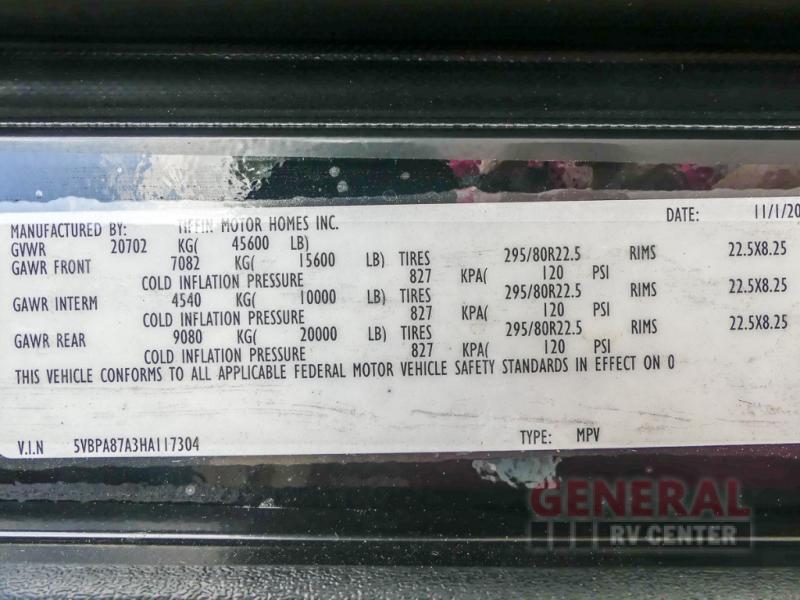 MANUFACTURED BY: TIFFIN MOTOR HOMES INC. DATE: 11/1/20
GVWR 20702 KG( 45600 LB)
GAWR FRONT 7082 KG( 15600 LB) TIRES 295/80R22.5 RIMS 22.5X8.25
COLD INFLATION PRESSURE 827 KPA( 120 PSI
GAWR INTERM 4540 KG( 10000 LB) TIRES 295/80R22.5 RIMS 22.5X8.25
COLD INFLATION PRESSURE 827 KPA( 120 PSI
GAWR REAR 9080 KG( 20000 LB) TIRES 295/80R22.5 RIMS 22.5X8.25
COLD INFLATION PRESSURE 827 KPA( 120 PSI
THIS VEHICLE CONFORMS TO ALL APPLICABLE FEDERAL MOTOR VEHICLE SAFETY STANDARDS IN EFFECT ON 0
V.I.N 5VBPA87A3HA117304 TYPE: MPV
GENERAL
RV CENTER